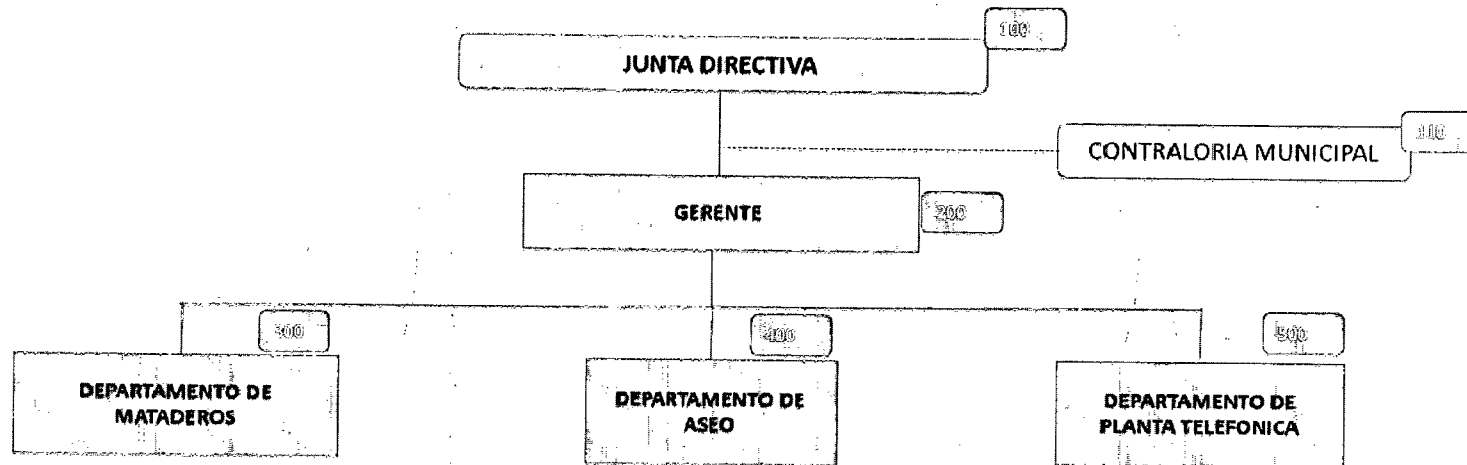 100
JUNTA DIRECTIVA
110
CONTRALORIA MUNICIPAL
GERENTE
200
300
400
500
DEPARTAMENTO DE
MATADEROS
DEPARTAMENTO DE
ASEO
DEPARTAMENTO DE
PLANTA TELEFONICA